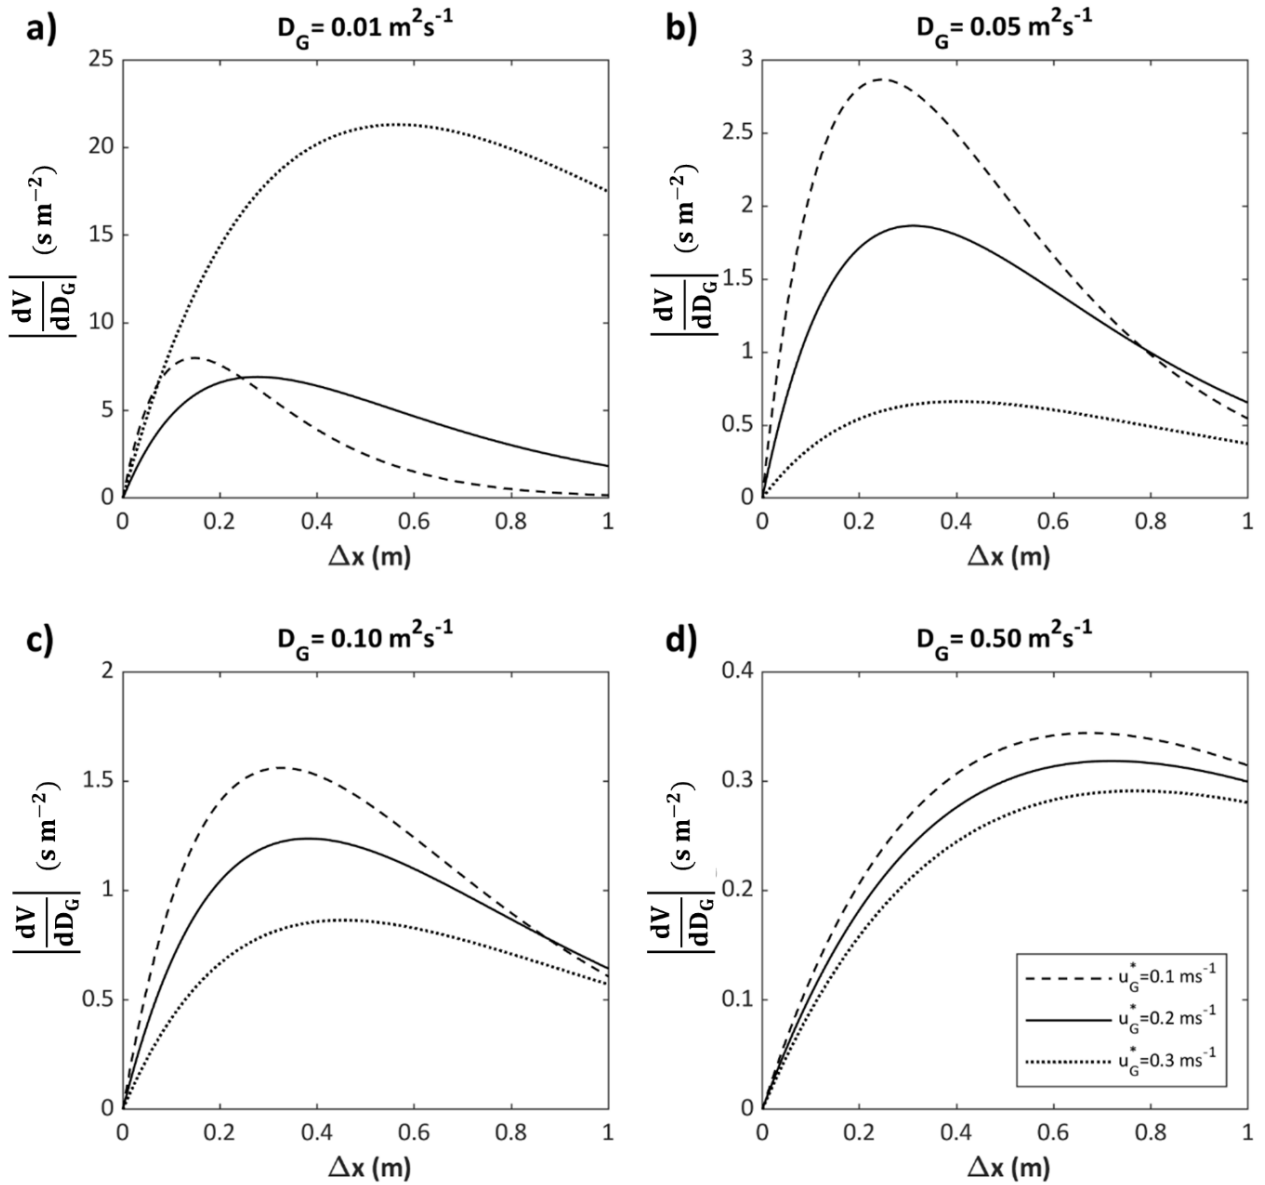 a) D_G= 0.01 m²s⁻¹
25
20
15
10
5
0
|dV/dD_G| (s m⁻²)
0 0.2 0.4 0.6 0.8 1
Δx (m)
b) D_G= 0.05 m²s⁻¹
3
2.5
2
1.5
1
0.5
0
|dV/dD_G| (s m⁻²)
0 0.2 0.4 0.6 0.8 1
Δx (m)
c) D_G= 0.10 m²s⁻¹
2
1.5
1
0.5
0
|dV/dD_G| (s m⁻²)
0 0.2 0.4 0.6 0.8 1
Δx (m)
d) D_G= 0.50 m²s⁻¹
0.4
0.3
0.2
0.1
0
|dV/dD_G| (s m⁻²)
0 0.2 0.4 0.6 0.8 1
Δx (m)
u_G^*=0.1 ms⁻¹
u_G^*=0.2 ms⁻¹
u_G^*=0.3 ms⁻¹